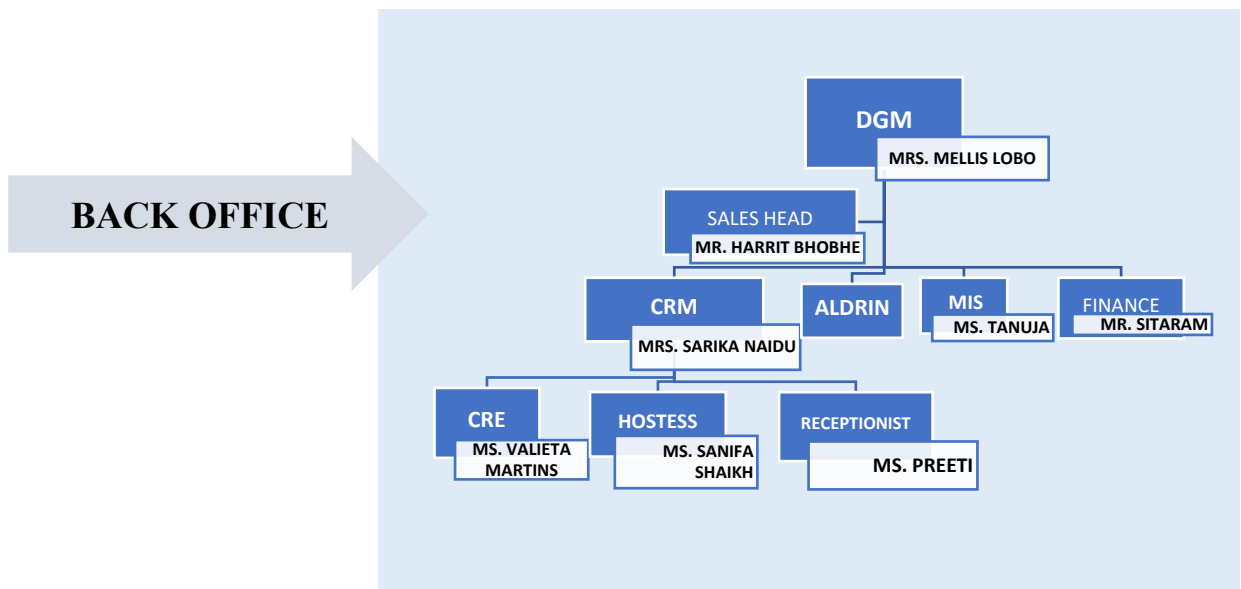 BACK OFFICE
DGM
MRS. MELLIS LOBO
SALES HEAD
MR. HARRIT BHOBHE
CRM
MRS. SARIKA NAIDU
ALDRIN
MIS
MS. TANUJA
FINANCE
MR. SITARAM
CRE
MS. VALIETA
MARTINS
HOSTESS
MS. SANIFA
SHAIKH
RECEPTIONIST
MS. PREETI